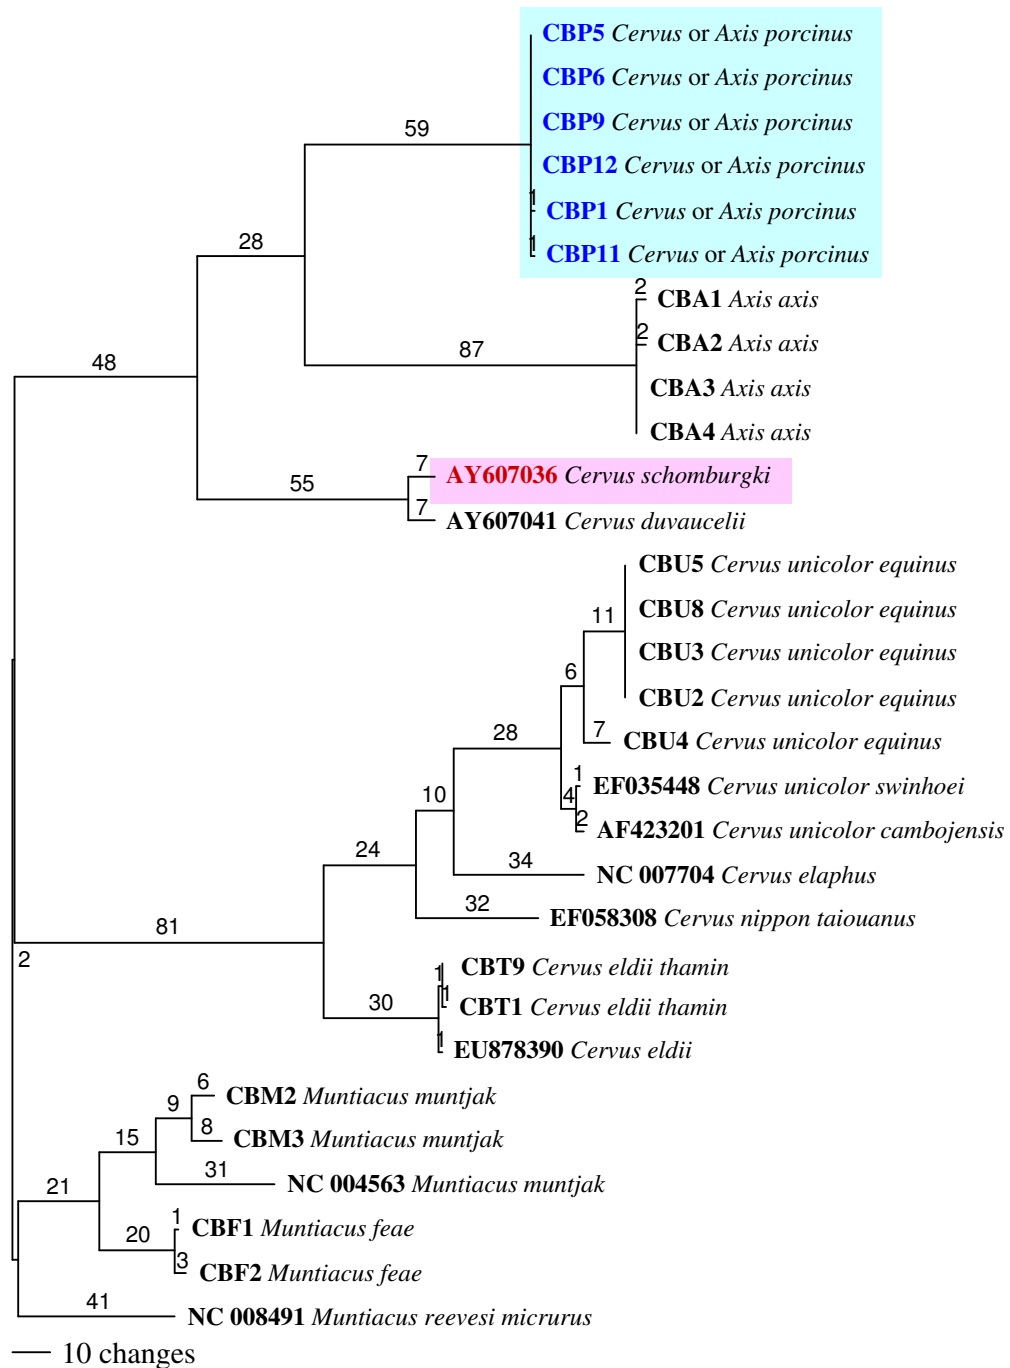 CBP5 Cervus or Axis porcinus
CBP6 Cervus or Axis porcinus
59
CBP9 Cervus or Axis porcinus
CBP12 Cervus or Axis porcinus
1
CBP1 Cervus or Axis porcinus
28
1
CBP11 Cervus or Axis porcinus
2
CBA1 Axis axis
2
CBA2 Axis axis
48
87
CBA3 Axis axis
CBA4 Axis axis
7
AY607036 Cervus schomburgki
55
7
AY607041 Cervus duvaucelii
CBU5 Cervus unicolor equinus
11
CBU8 Cervus unicolor equinus
CBU3 Cervus unicolor equinus
6
CBU2 Cervus unicolor equinus
28
7
CBU4 Cervus unicolor equinus
1
EF035448 Cervus unicolor swinhoei
10
4
2
AF423201 Cervus unicolor cambojensis
24
34
NC 007704 Cervus elaphus
32
EF058308 Cervus nippon taiouanus
81
2
1
CBT9 Cervus eldii thamin
1
CBT1 Cervus eldii thamin
30
1
EU878390 Cervus eldii
6
CBM2 Muntiacus muntjak
9
8
CBM3 Muntiacus muntjak
15
31
NC 004563 Muntiacus muntjak
21
1
CBF1 Muntiacus feae
20
3
CBF2 Muntiacus feae
41
NC 008491 Muntiacus reevesi micrurus
10 changes